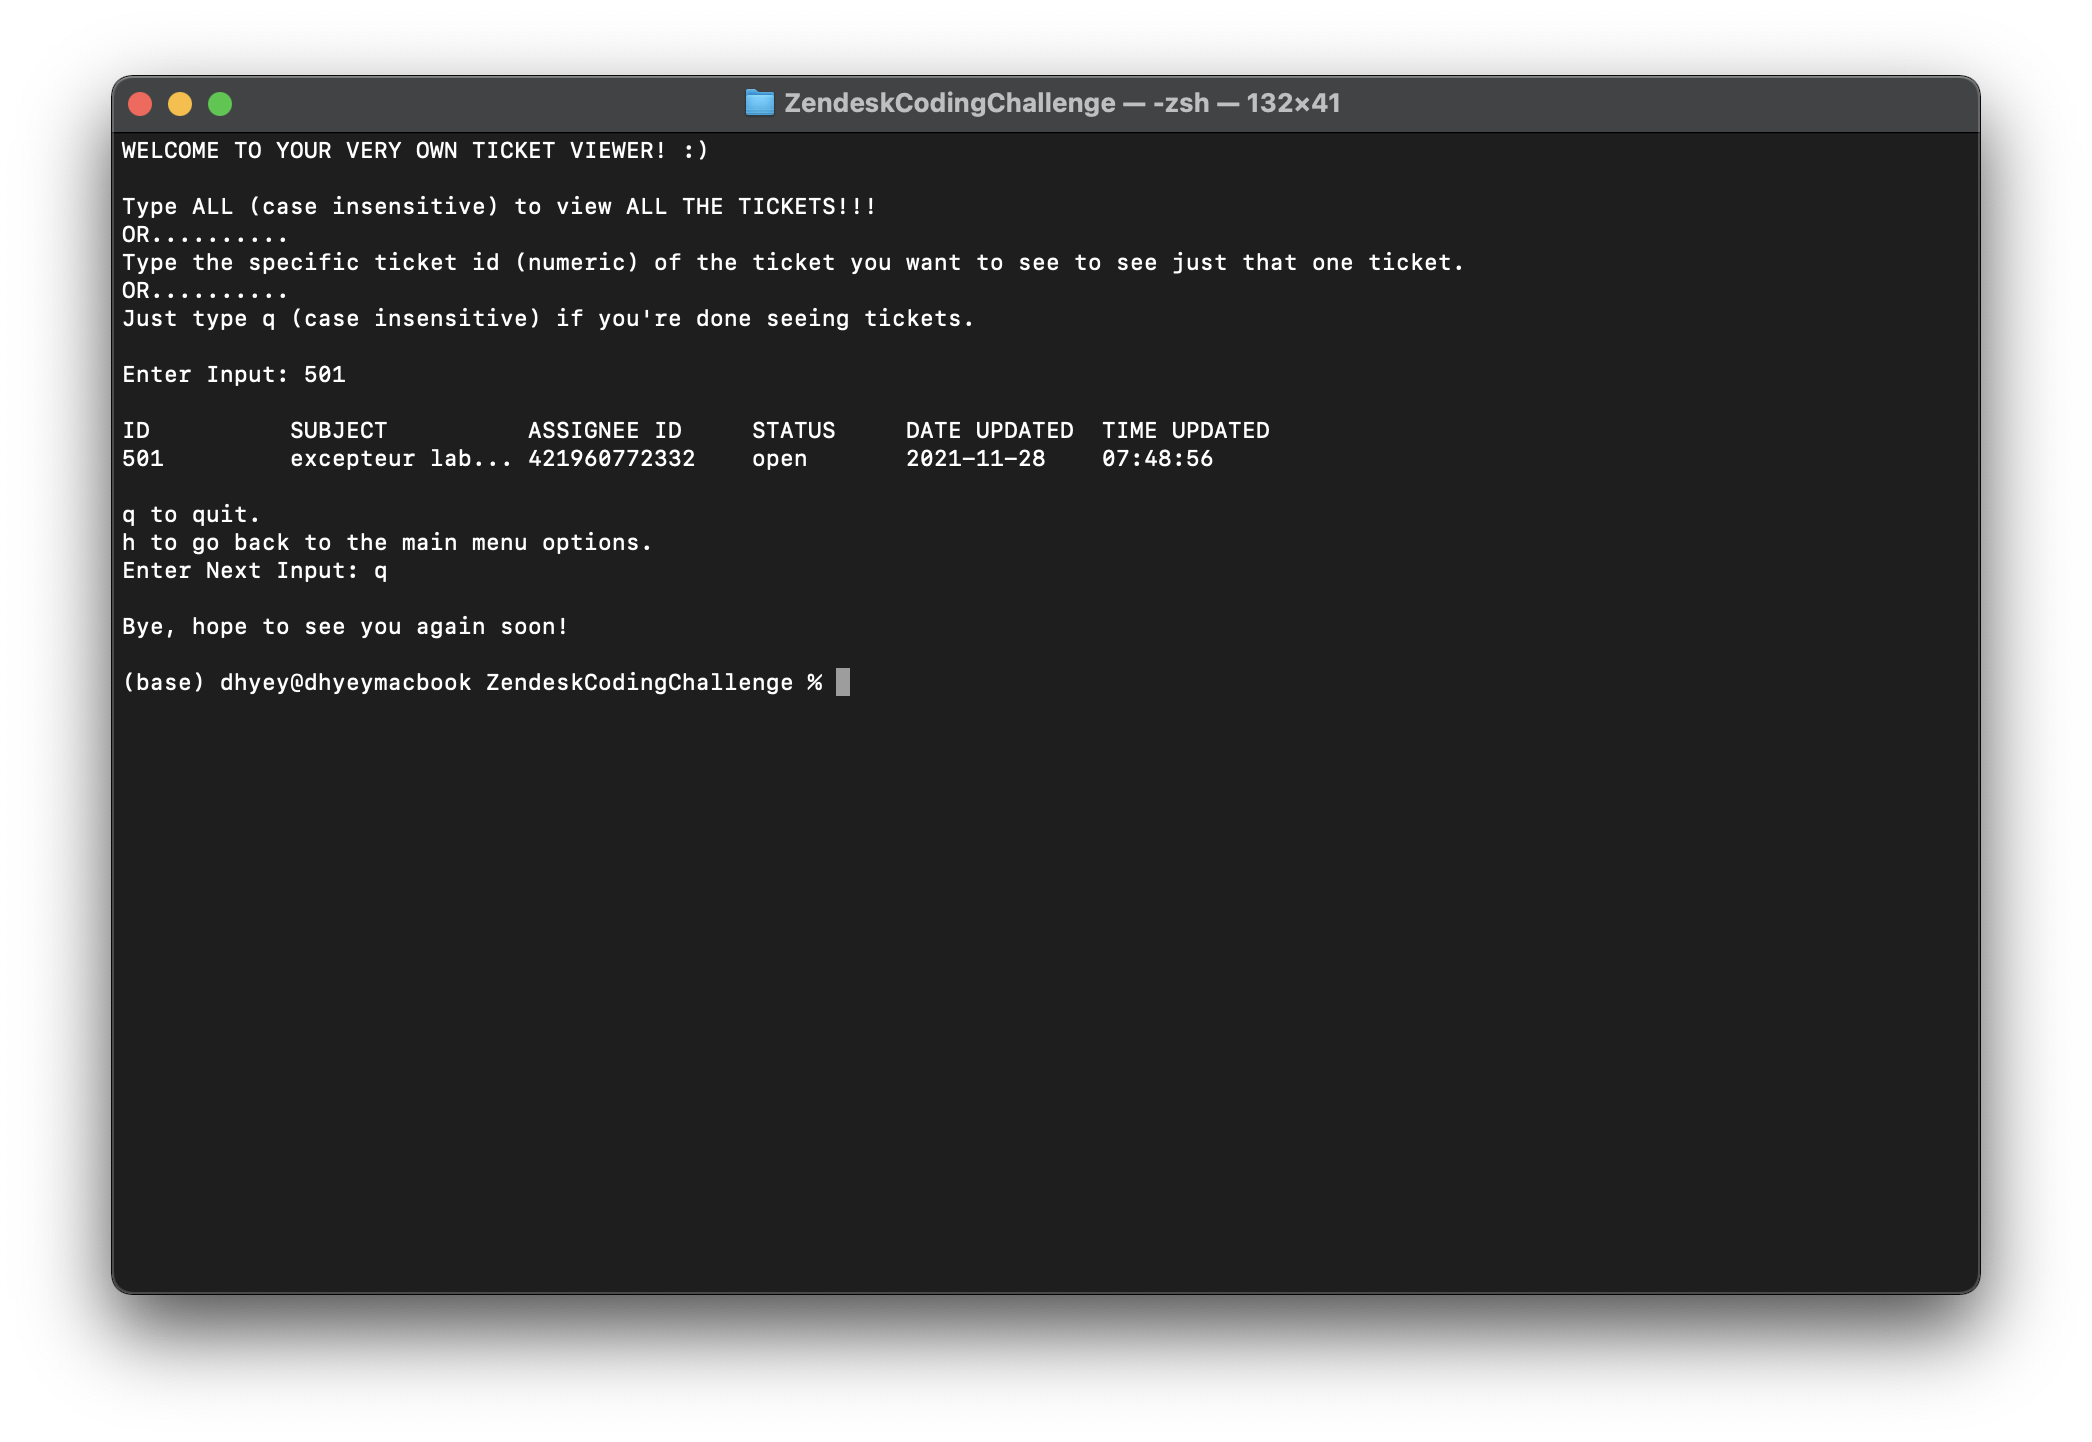 ZendeskCodingChallenge — -zsh — 132×41
WELCOME TO YOUR VERY OWN TICKET VIEWER! :)
Type ALL (case insensitive) to view ALL THE TICKETS!!!
OR..........
Type the specific ticket id (numeric) of the ticket you want to see to see just that one ticket.
OR..........
Just type q (case insensitive) if you're done seeing tickets.
Enter Input: 501
ID SUBJECT ASSIGNEE ID STATUS DATE UPDATED TIME UPDATED
501 excepteur lab... 421960772332 open 2021-11-28 07:48:56
q to quit.
h to go back to the main menu options.
Enter Next Input: q
Bye, hope to see you again soon!
(base) dhyey@dhyeymacbook ZendeskCodingChallenge %